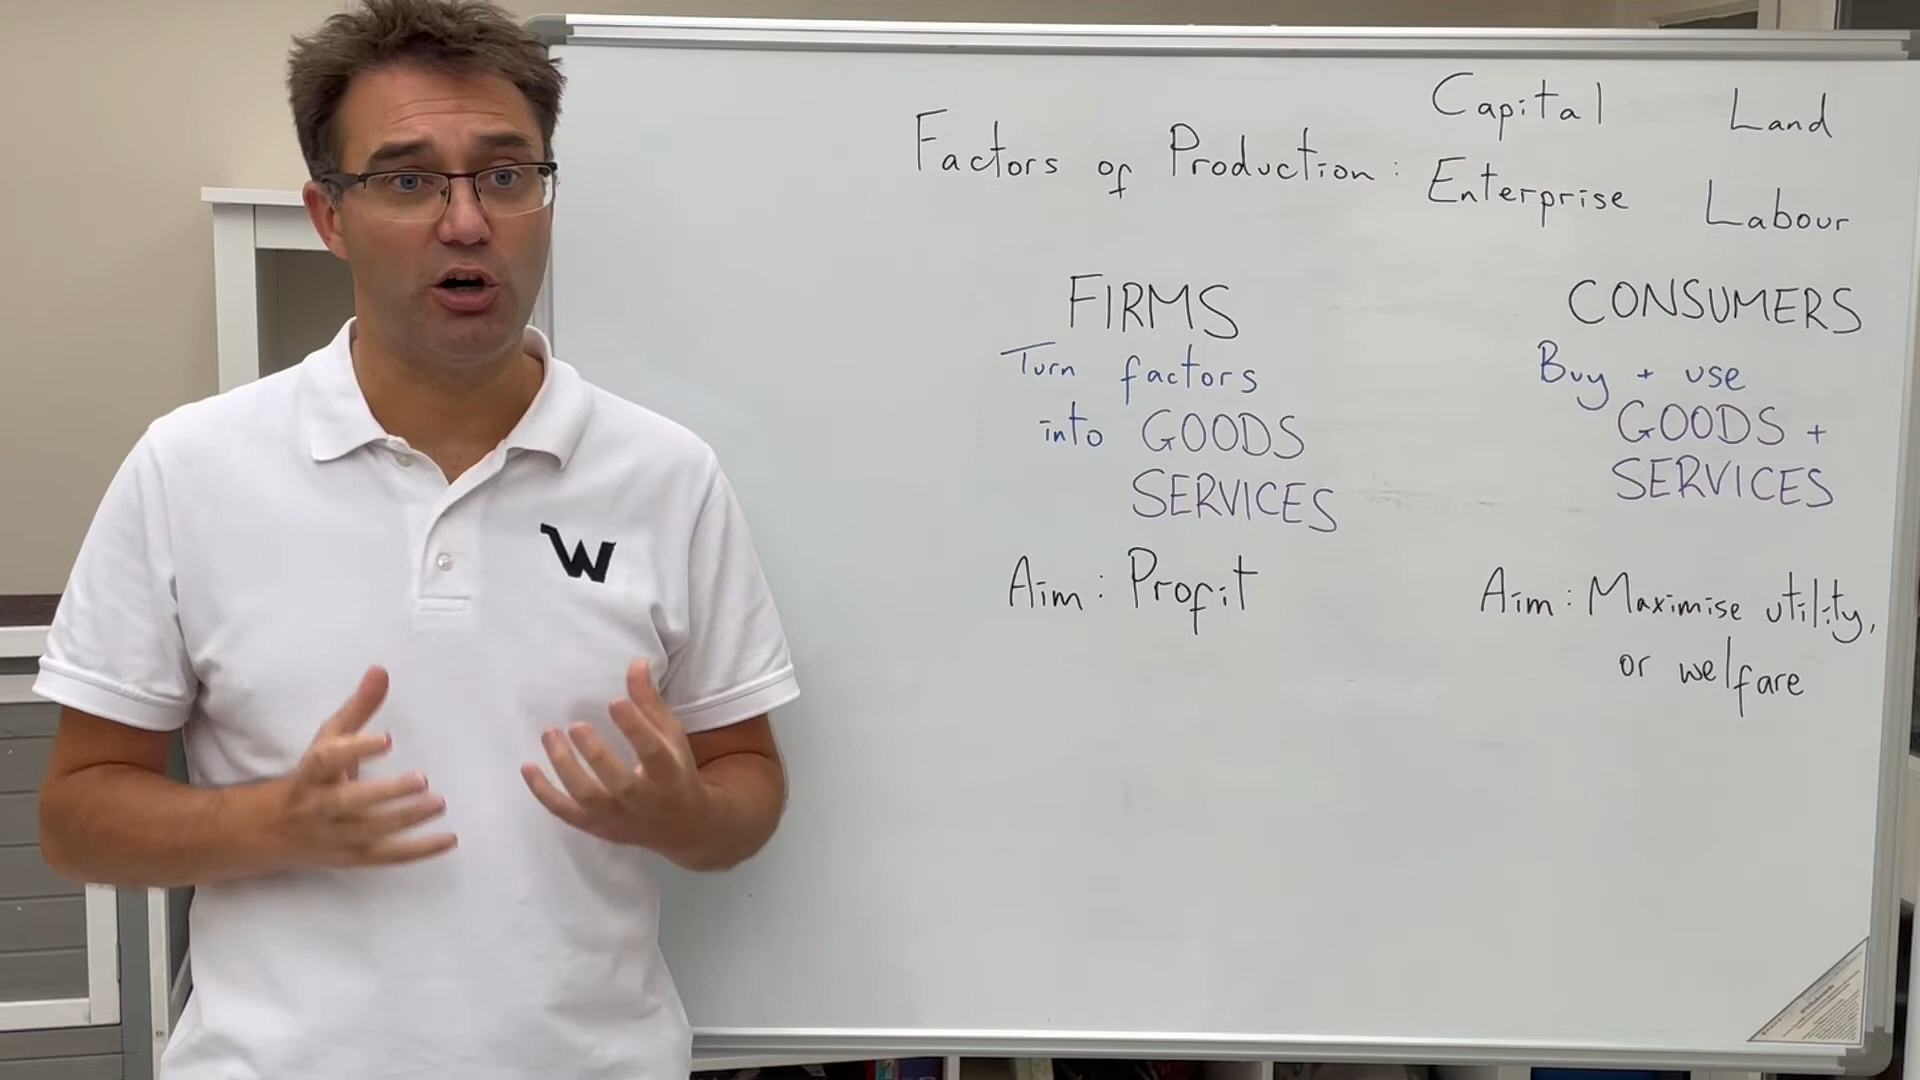 Capital Land
Factors of Production :
Enterprise Labour
FIRMS
Turn factors
into GOODS
SERVICES
Aim : Profit
CONSUMERS
Buy + use
GOODS +
SERVICES
Aim : Maximise utility,
or welfare
W